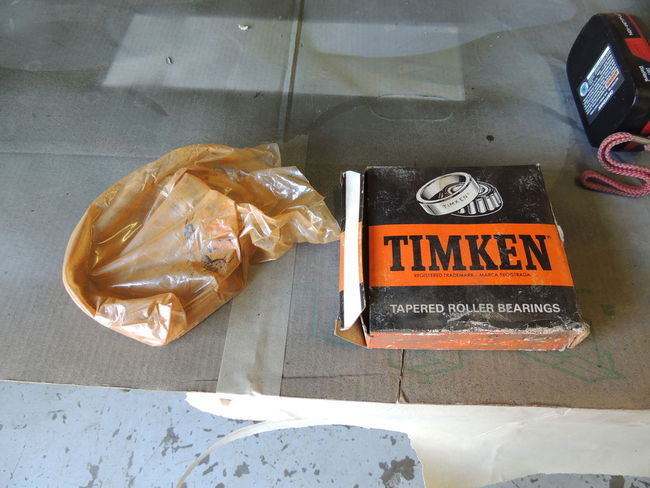 TIMKEN
TIMKEN
REGISTERED TRADEMARK - MARCA REGISTRADA
TAPERED ROLLER BEARINGS